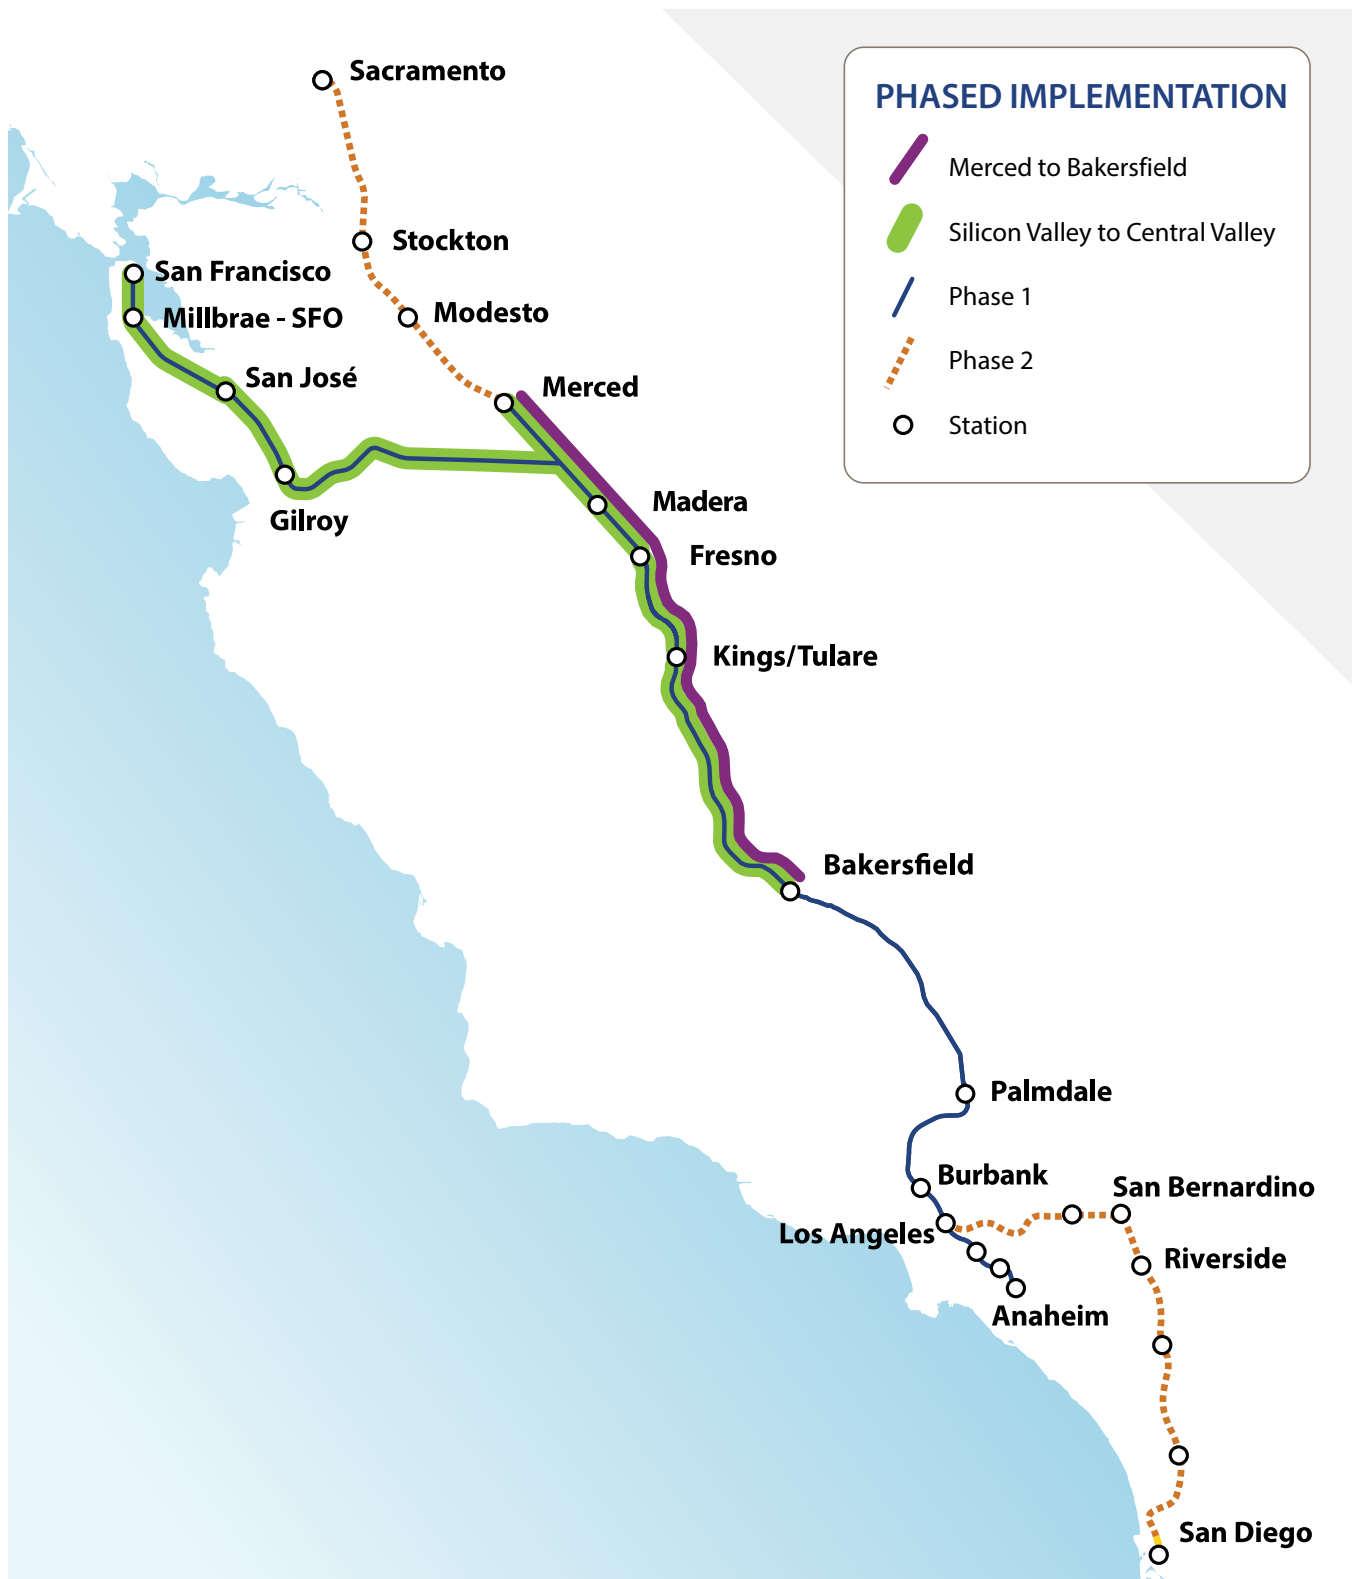 Sacramento
Stockton
San Francisco
Millbrae - SFO
Modesto
San José
Merced
Gilroy
Madera
Fresno
Kings/Tulare
Bakersfield
Palmdale
Burbank
San Bernardino
Los Angeles
Riverside
Anaheim
San Diego
PHASED IMPLEMENTATION
Merced to Bakersfield
Silicon Valley to Central Valley
Phase 1
Phase 2
Station